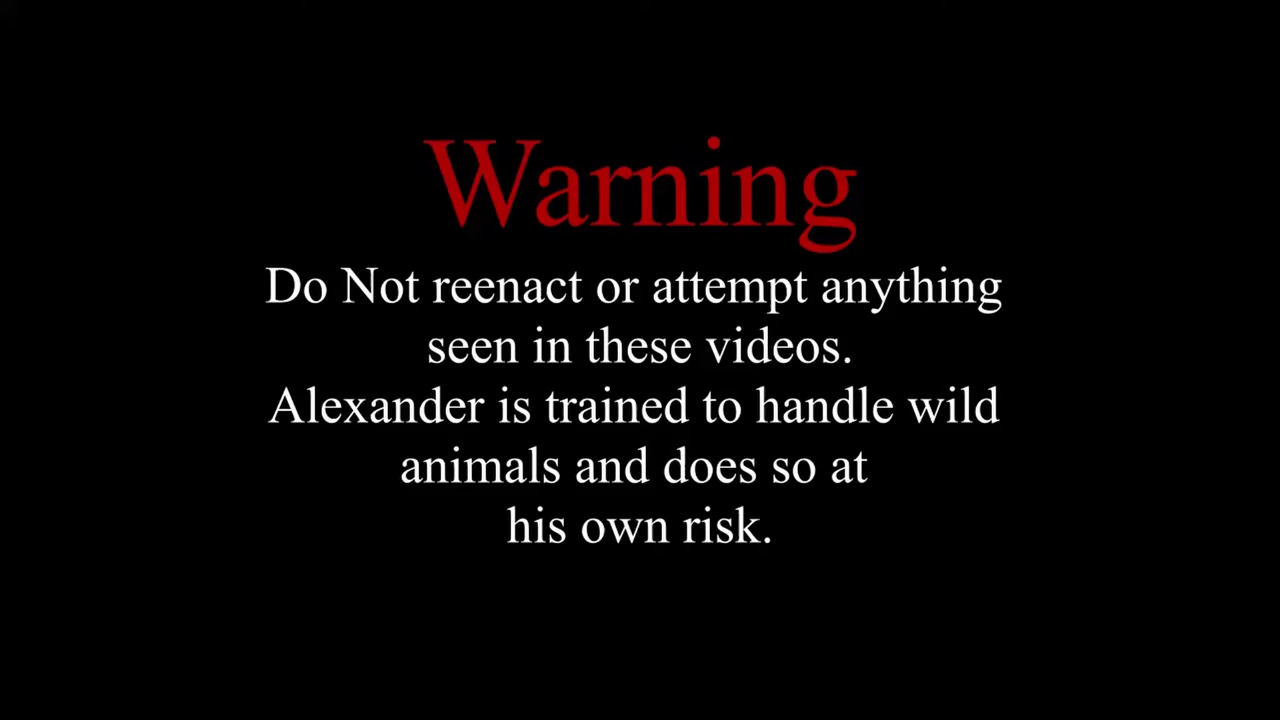 Warning
Do Not reenact or attempt anything
seen in these videos.
Alexander is trained to handle wild
animals and does so at
his own risk.